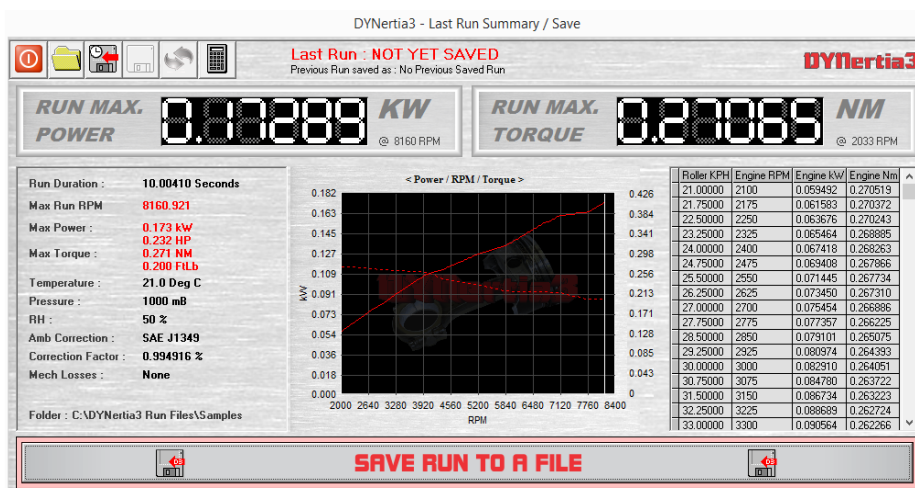 DYNertia3 - Last Run Summary / Save
Last Run : NOT YET SAVED
Previous Run saved as : No Previous Saved Run
DYNertia3
RUN MAX.
POWER
0.17289
KW
@ 8160 RPM
RUN MAX.
TORQUE
0.27065
NM
@ 2033 RPM
Run Duration : 10.00410 Seconds
Max Run RPM 8160.921
Max Power : 0.173 kW
0.232 HP
Max Torque : 0.271 NM
0.200 FtLb
Temperature : 21.0 Deg C
Pressure : 1000 mB
RH : 50 %
Amb Correction : SAE J1349
Correction Factor : 0.994916 %
Mech Losses : None
Folder : C:\DYNertia3 Run Files\Samples
< Power / RPM / Torque >
0.182
0.163
0.145
0.127
0.109
0.091
0.073
0.054
0.036
0.018
0.000
kW
0.426
0.384
0.341
0.298
0.256
0.213
0.171
0.128
0.085
0.043
0
DYNertia3
2000 2640 3280 3920 4560 5200 5840 6480 7120 7760 8400
RPM
Roller KPH Engine RPM Engine kW Engine Nm
21.00000 2100 0.059492 0.270519
21.75000 2175 0.061583 0.270372
22.50000 2250 0.063676 0.270243
23.25000 2325 0.065464 0.268885
24.00000 2400 0.067418 0.268263
24.75000 2475 0.069408 0.267866
25.50000 2550 0.071445 0.267734
26.25000 2625 0.073450 0.267310
27.00000 2700 0.075454 0.266886
27.75000 2775 0.077357 0.266225
28.50000 2850 0.079101 0.265075
29.25000 2925 0.080974 0.264393
30.00000 3000 0.082910 0.264051
30.75000 3075 0.084780 0.263722
31.50000 3150 0.086734 0.263223
32.25000 3225 0.088689 0.262724
33.00000 3300 0.090564 0.262266
SAVE RUN TO A FILE